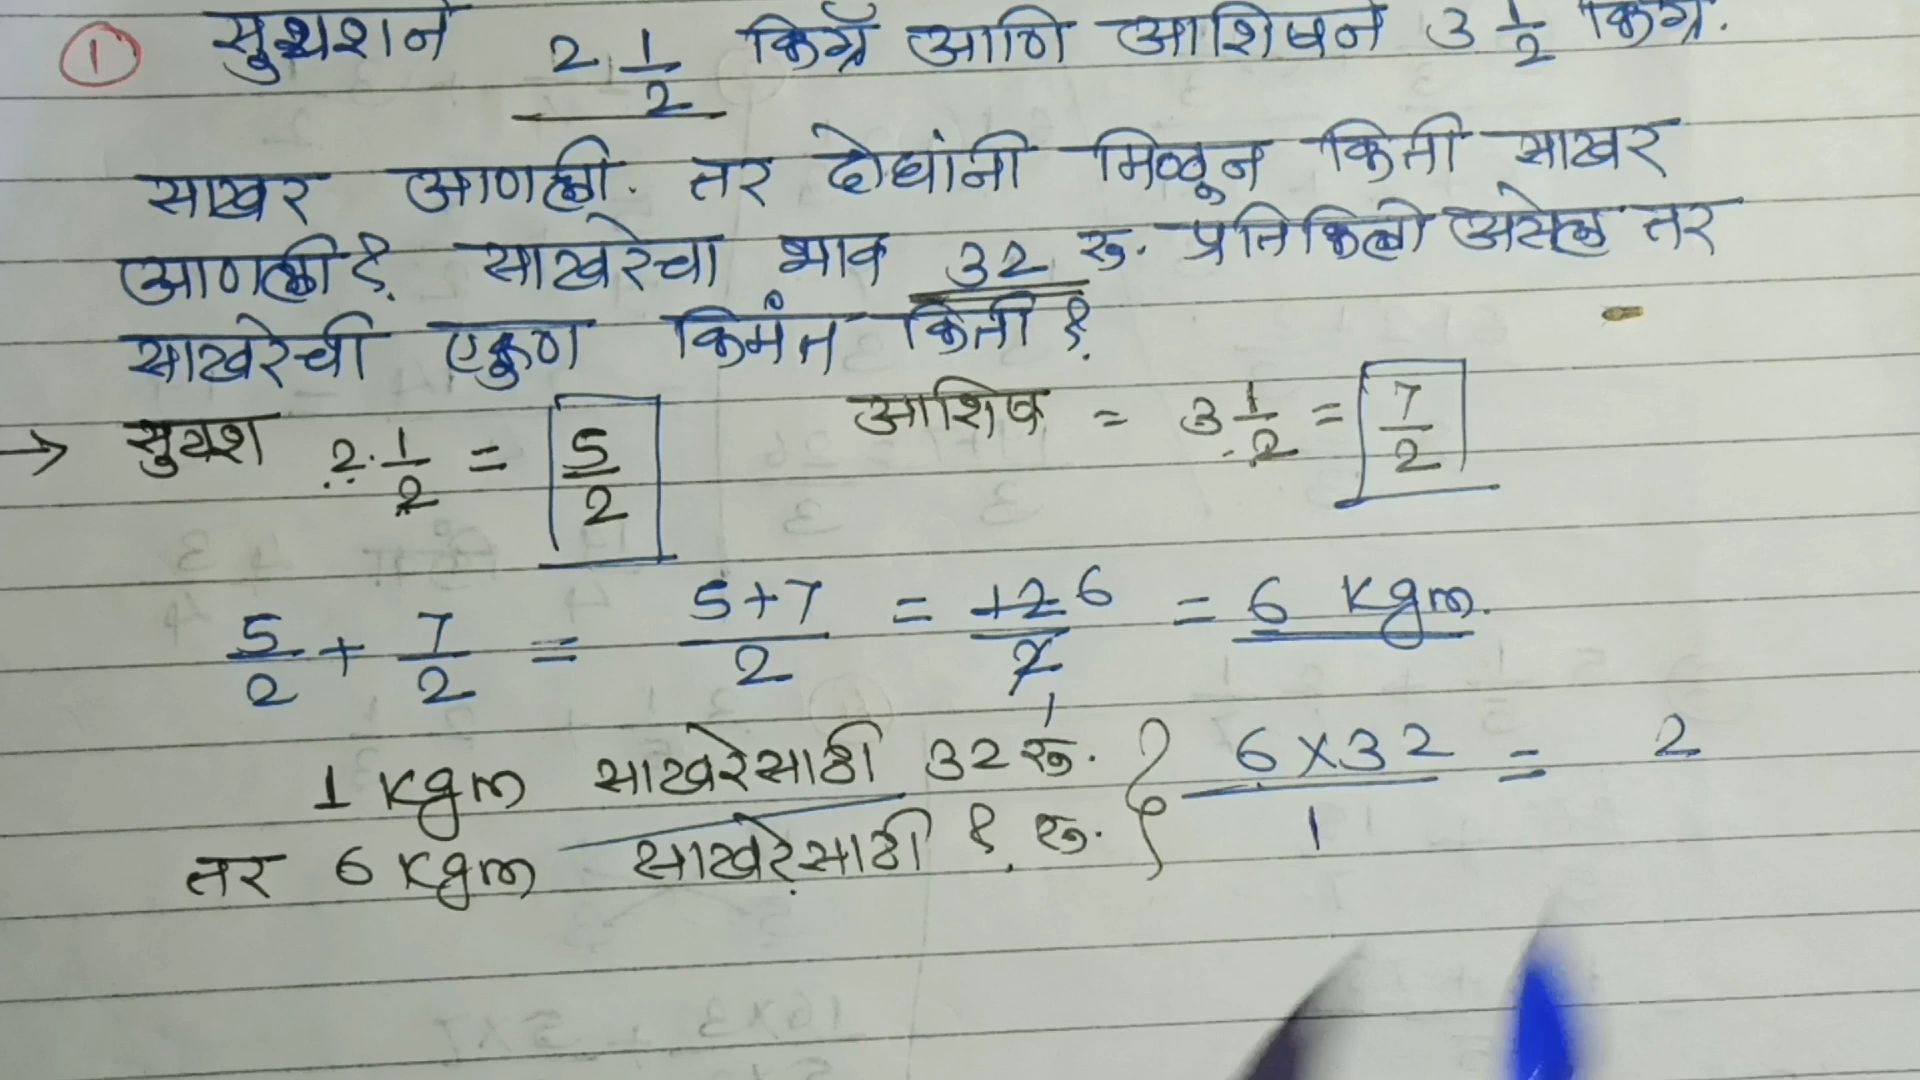 ① सुयशने 2 1/2 किग्रॅ आणि आशिषने 3 1/2 किग्रॅ.
साखर आणली. तर दोघांनी मिळून किती साखर
आणली? साखरेचा भाव 32 रु. प्रतिकिलो असेल तर
साखरेची एकुण किमंत किती?
→ सुयश 2 1/2 = 5/2 आशिष = 3 1/2 = 7/2
5/2 + 7/2 = 5+7/2 = 12/2 6/1 = 6 Kgm.
1 Kgm साखरेसाठी 32 रु. } 6×32/1 = 2
तर 6 Kgm साखरेसाठी ? रु.